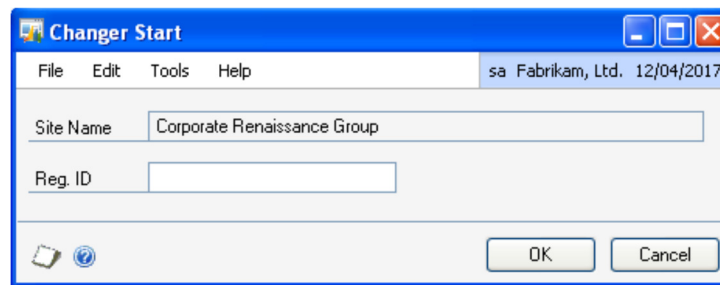 Changer Start
File Edit Tools Help sa Fabrikam, Ltd. 12/04/2017
Site Name Corporate Renaissance Group
Reg. ID
OK Cancel